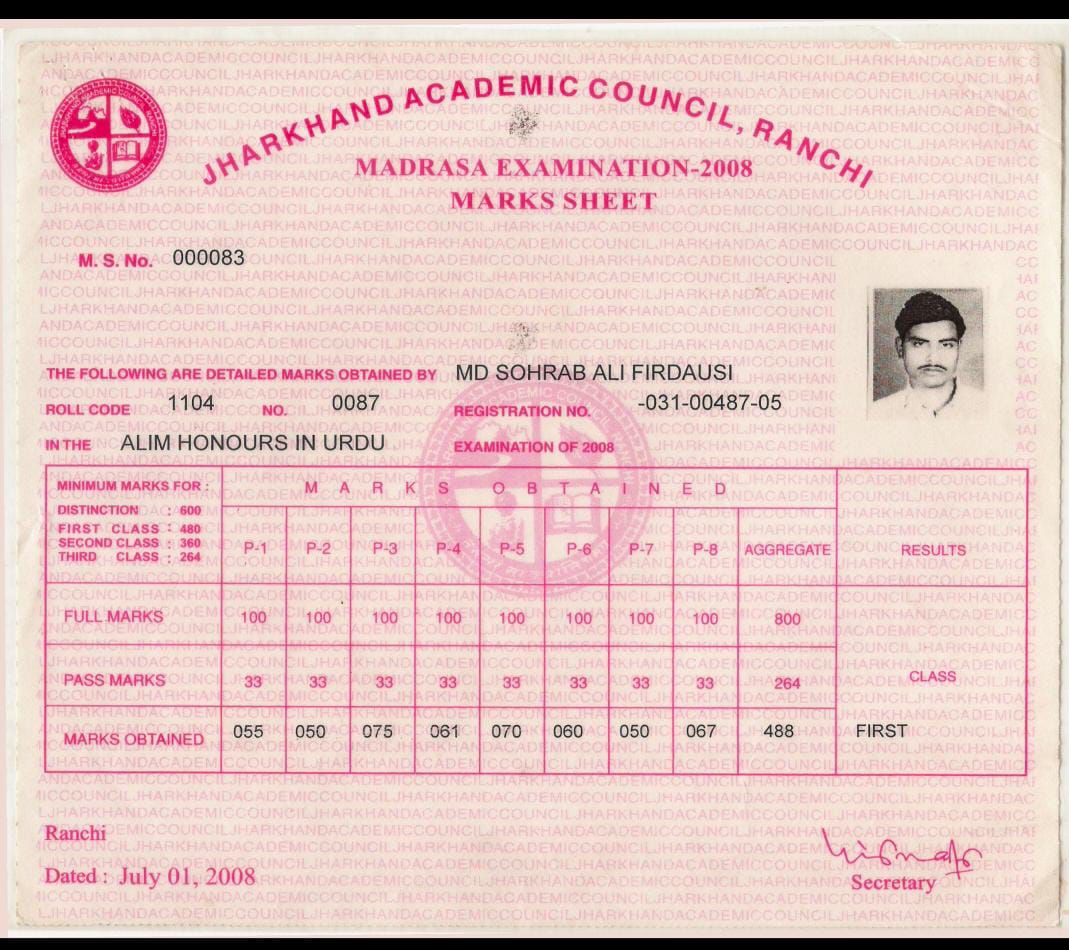 JHARKHAND ACADEMIC COUNCIL, RANCHI
MADRASA EXAMINATION-2008
MARKS SHEET
M. S. No. 000083
THE FOLLOWING ARE DETAILED MARKS OBTAINED BY MD SOHRAB ALI FIRDAUSI
ROLL CODE 1104 NO. 0087 REGISTRATION NO. -031-00487-05
IN THE ALIM HONOURS IN URDU EXAMINATION OF 2008
MINIMUM MARKS FOR :
DISTINCTION : 600
FIRST CLASS : 480
SECOND CLASS : 360
THIRD CLASS : 264
MARKS OBTAINED
P-1 P-2 P-3 P-4 P-5 P-6 P-7 P-8 AGGREGATE RESULTS
FULL MARKS 100 100 100 100 100 100 100 100 800
PASS MARKS 33 33 33 33 33 33 33 33 264 CLASS
MARKS OBTAINED 055 050 075 061 070 060 050 067 488 FIRST
Ranchi
Dated : July 01, 2008
Secretary